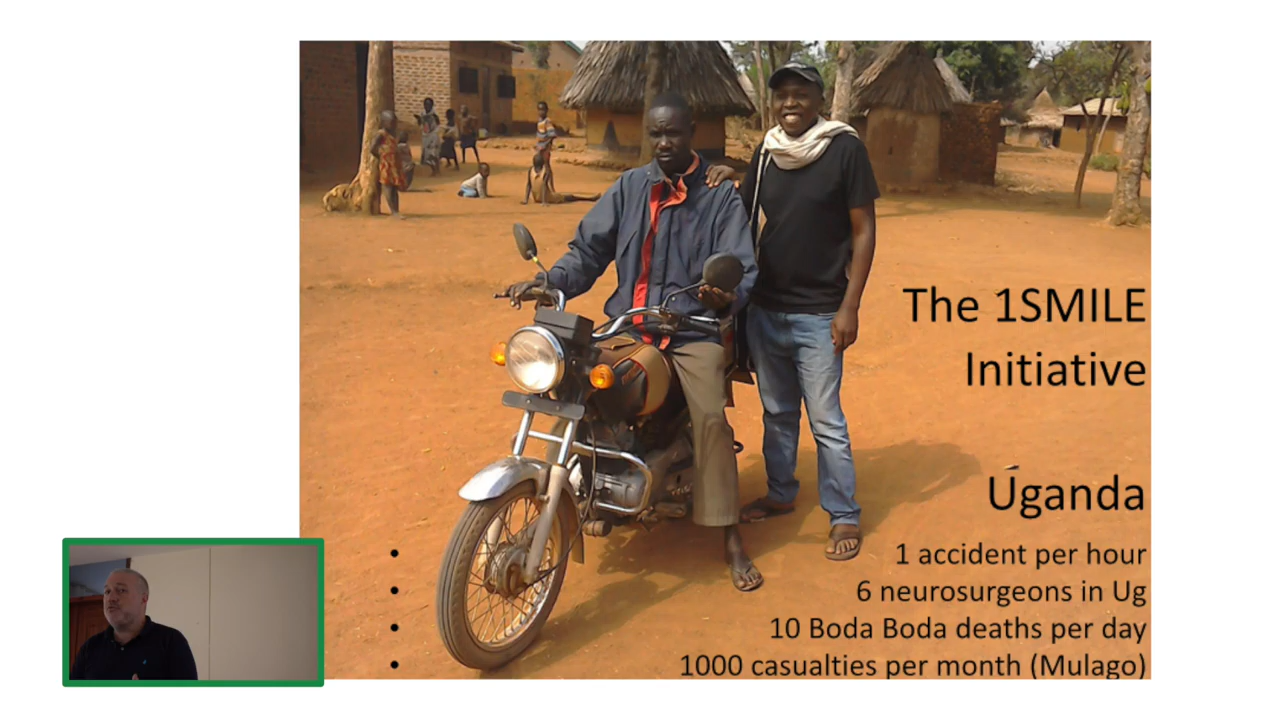 The 1SMILE
Initiative
Uganda
• 1 accident per hour
• 6 neurosurgeons in Ug
• 10 Boda Boda deaths per day
• 1000 casualties per month (Mulago)